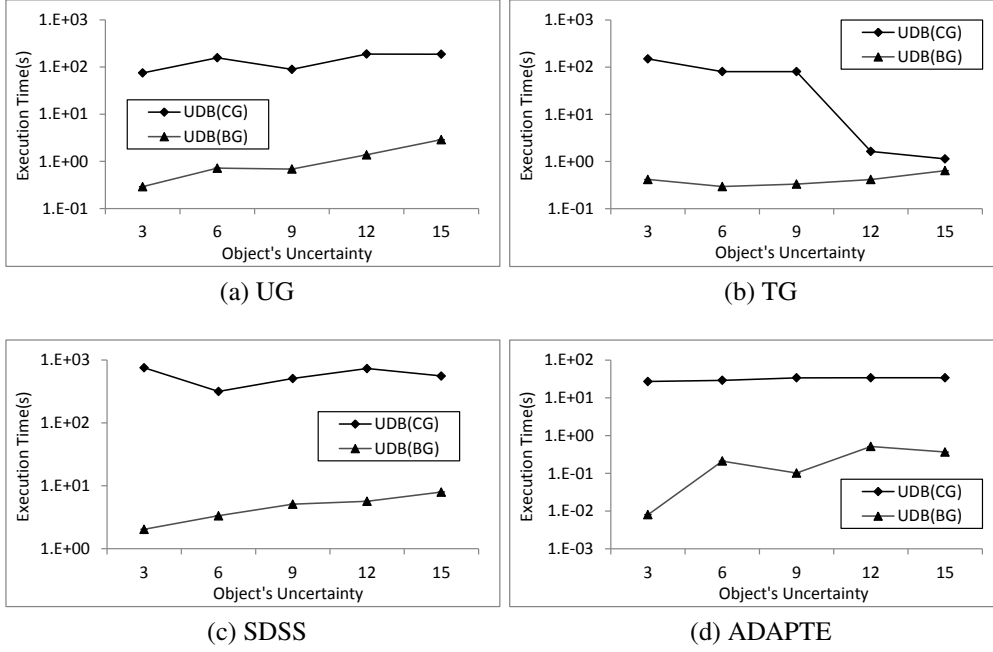 1.E+03
1.E+02
1.E+01
1.E+00
1.E-01
Execution Time(s)
UDB(CG)
UDB(BG)
3 6 9 12 15
Object's Uncertainty
(a) UG
1.E+03
1.E+02
1.E+01
1.E+00
1.E-01
Execution Time(s)
UDB(CG)
UDB(BG)
3 6 9 12 15
Object's Uncertainty
(b) TG
1.E+03
1.E+02
1.E+01
1.E+00
Execution Time(s)
UDB(CG)
UDB(BG)
3 6 9 12 15
Object's Uncertainty
(c) SDSS
1.E+02
1.E+01
1.E+00
1.E-01
1.E-02
1.E-03
Execution Time(s)
UDB(CG)
UDB(BG)
3 6 9 12 15
Object's Uncertainty
(d) ADAPTE